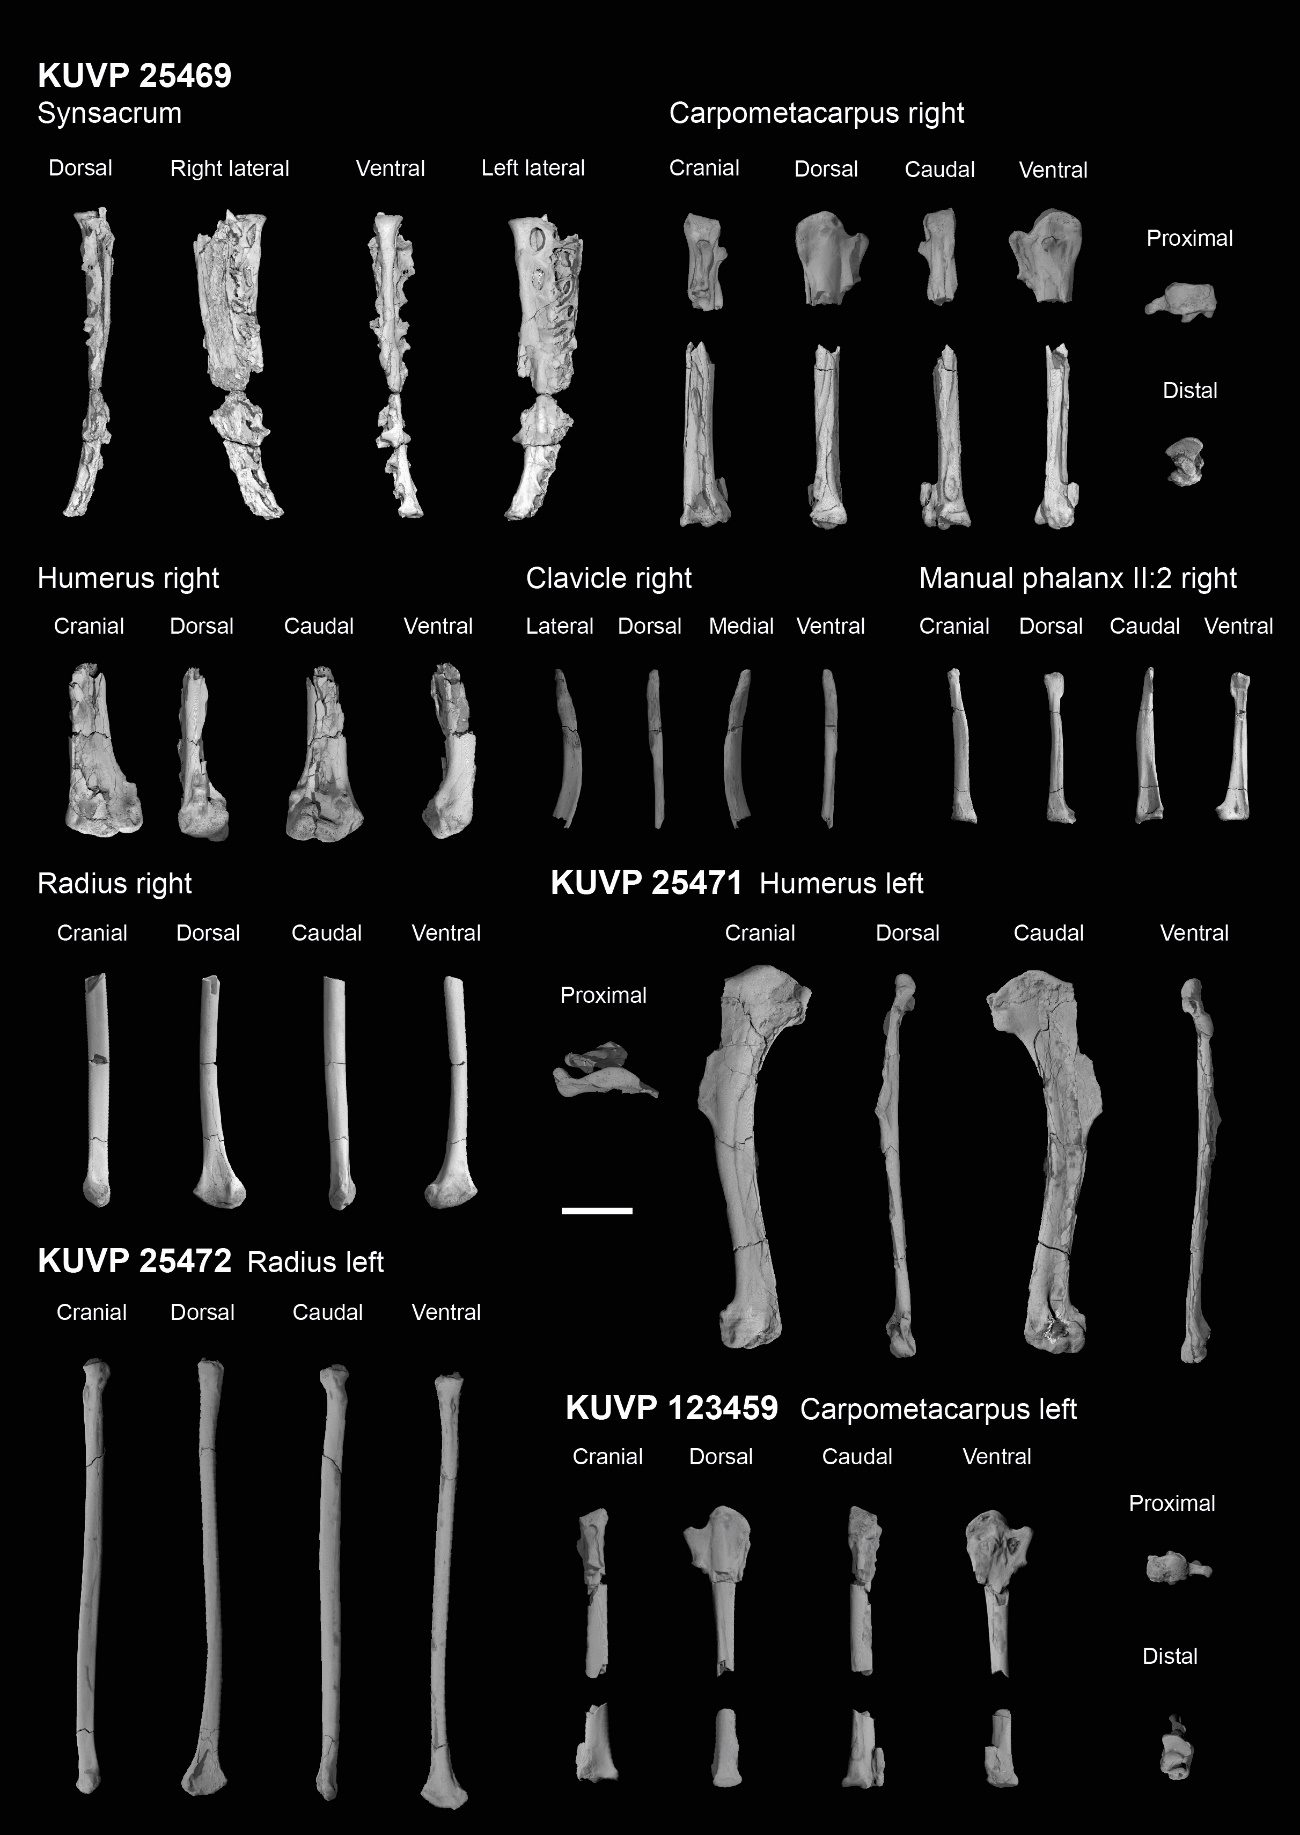 KUVP 25469
Synsacrum
Dorsal Right lateral Ventral Left lateral
Carpometacarpus right
Cranial Dorsal Caudal Ventral
Proximal
Distal
Humerus right
Cranial Dorsal Caudal Ventral
Clavicle right
Lateral Dorsal Medial Ventral
Manual phalanx II:2 right
Cranial Dorsal Caudal Ventral
Radius right
Cranial Dorsal Caudal Ventral
KUVP 25471 Humerus left
Cranial Dorsal Caudal Ventral
Proximal
KUVP 25472 Radius left
Cranial Dorsal Caudal Ventral
KUVP 123459 Carpometacarpus left
Cranial Dorsal Caudal Ventral
Proximal
Distal